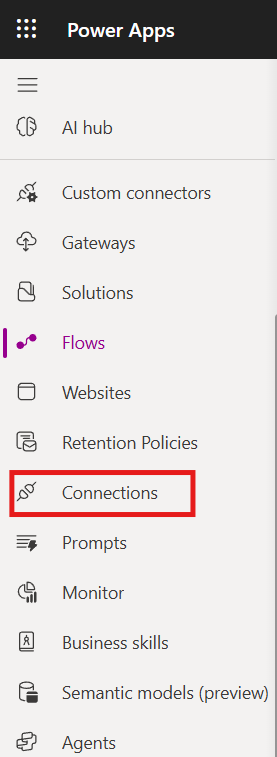 Power Apps
AI hub
Custom connectors
Gateways
Solutions
Flows
Websites
Retention Policies
Connections
Prompts
Monitor
Business skills
Semantic models (preview)
Agents